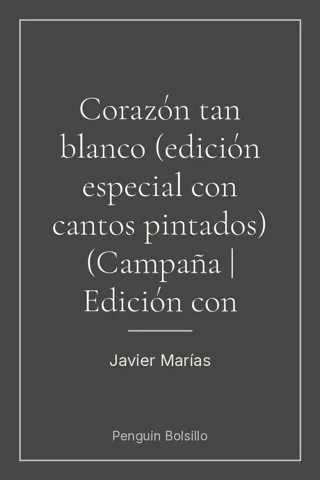 Corazón tan
blanco (edición
especial con
cantos pintados)
(Campaña |
Edición con
Javier Marías
Penguin Bolsillo